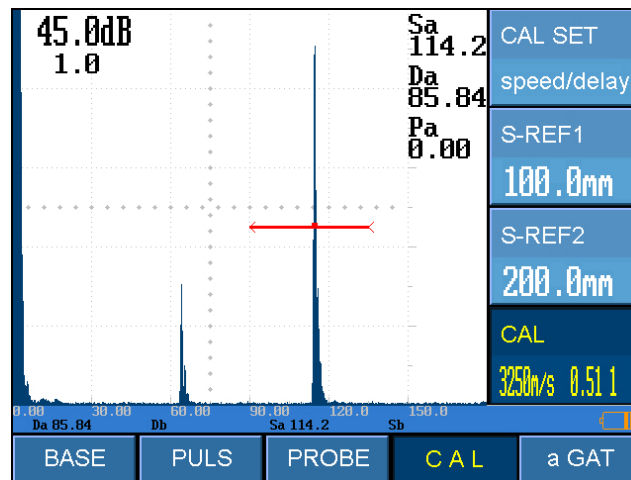 45.0dB
1.0
Sa
114.2
Da
85.84
Pa
0.00
CAL SET
speed/delay
S-REF1
100.0mm
S-REF2
200.0mm
CAL
3250m/s 0.51 1
0.00 30.00 60.00 90.00 120.0 150.0
Da 85.84 Db Sa 114.2 Sb
BASE PULS PROBE C A L a GAT